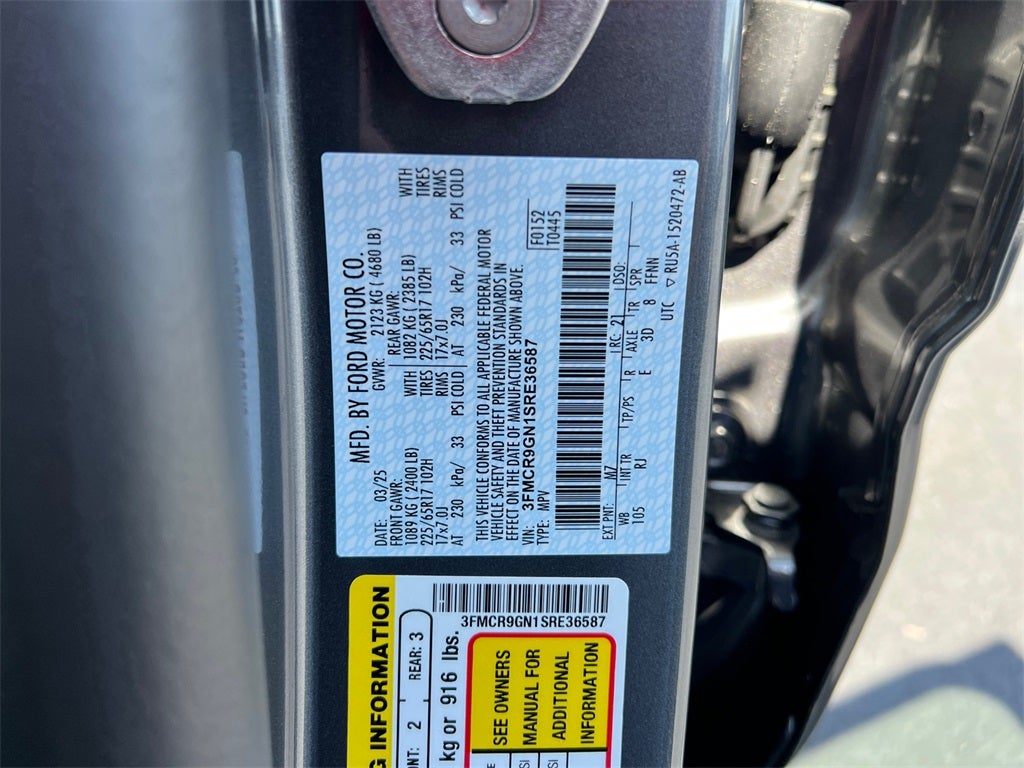 MFD. BY FORD MOTOR CO.
DATE: 03/25 GVWR: 2123 KG ( 4680 LB)
FRONT GAWR: REAR GAWR:
1089 KG ( 2400 LB) WITH 1082 KG ( 2385 LB) WITH
225/65R17 102H TIRES 225/65R17 102H TIRES
17x7.0J RIMS 17x7.0J RIMS
AT 230 kPa/ 33 PSI COLD AT 230 kPa/ 33 PSI COLD
THIS VEHICLE CONFORMS TO ALL APPLICABLE FEDERAL MOTOR
VEHICLE SAFETY AND THEFT PREVENTION STANDARDS IN
EFFECT ON THE DATE OF MANUFACTURE SHOWN ABOVE.
VIN: 3FMCR9GN1SRE36587
TYPE: MPV
F0152
T0445
EXT PNT: M7 RC: 21 DSO:
WB INT TR TP/PS R AXLE TR SPR
105 RJ E 3D 8 FFNN
UTC ▽ RU5A-1520472-AB
G INFORMATION
ONT: 2 REAR: 3
kg or 916 lbs.
3FMCR9GN1SRE36587
SEE OWNERS
MANUAL FOR
ADDITIONAL
INFORMATION